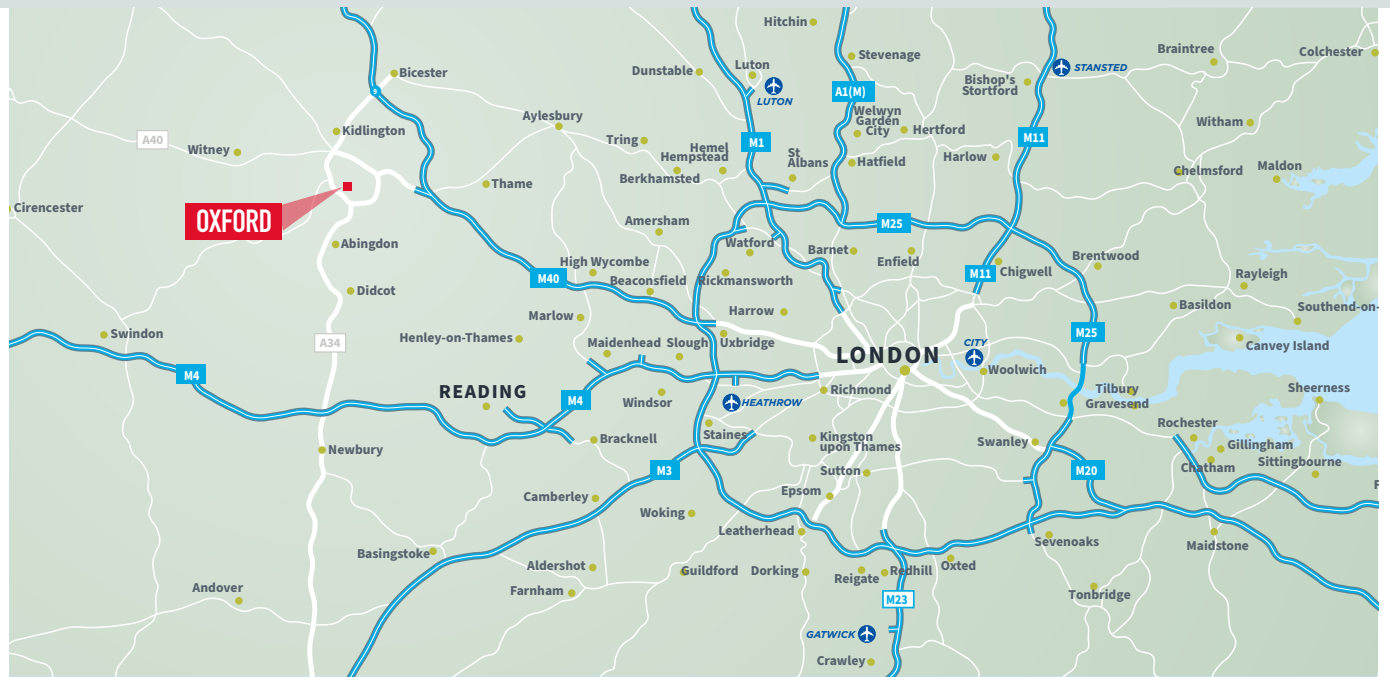 Hitchin
Stevenage
Braintree
Colchester
Bicester
Dunstable
Luton
LUTON
STANSTED
Bishop's
Stortford
9
A1(M)
Aylesbury
Welwyn
Garden
City
Hertford
Witham
Kidlington
A40
Witney
Tring
Hemel
Hempstead
M1
St
Albans
Hatfield
Harlow
M11
Berkhamsted
Chelmsford
Maldon
Thame
Cirencester
OXFORD
Amersham
M25
Abingdon
Watford
Barnet
Enfield
Brentwood
High Wycombe
M40
Beaconsfield
Rickmansworth
M11
Chigwell
Rayleigh
Didcot
Basildon
Southend-on-
Marlow
Harrow
Swindon
A34
Henley-on-Thames
Maidenhead
Slough
Uxbridge
LONDON
CITY
M25
Canvey Island
M4
Woolwich
READING
M4
Windsor
HEATHROW
Richmond
Tilbury
Gravesend
Sheerness
Rochester
Newbury
Bracknell
Staines
Kingston
upon Thames
Swanley
Gillingham
M3
Sutton
M20
Chatham
Sittingbourne
Camberley
Epsom
F
Woking
Leatherhead
Basingstoke
Sevenoaks
Maidstone
Aldershot
Guildford
Dorking
Reigate
Redhill
Oxted
Andover
Farnham
M23
Tonbridge
GATWICK
Crawley